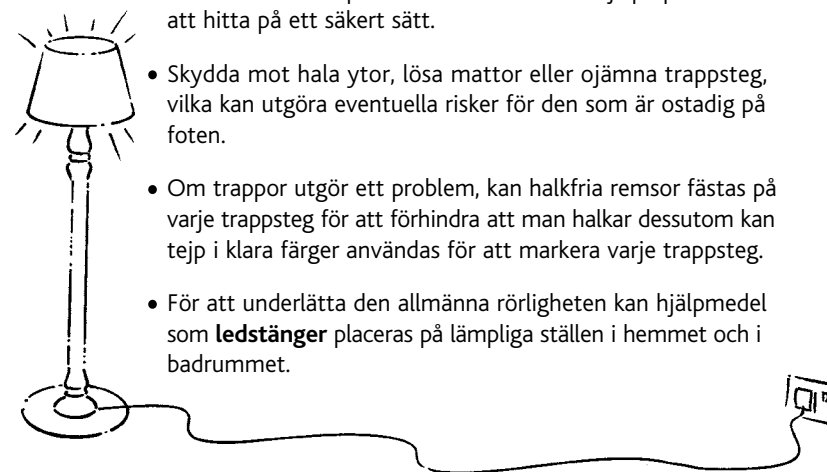 att hitta på ett säkert sätt.
• Skydda mot hala ytor, lösa mattor eller ojämna trappsteg,
vilka kan utgöra eventuella risker för den som är ostadig på
foten.
• Om trappor utgör ett problem, kan halkfria remsor fästas på
varje trappsteg för att förhindra att man halkar dessutom kan
tejp i klara färger användas för att markera varje trappsteg.
• För att underlätta den allmänna rörligheten kan hjälpmedel
som ledstänger placeras på lämpliga ställen i hemmet och i
badrummet.